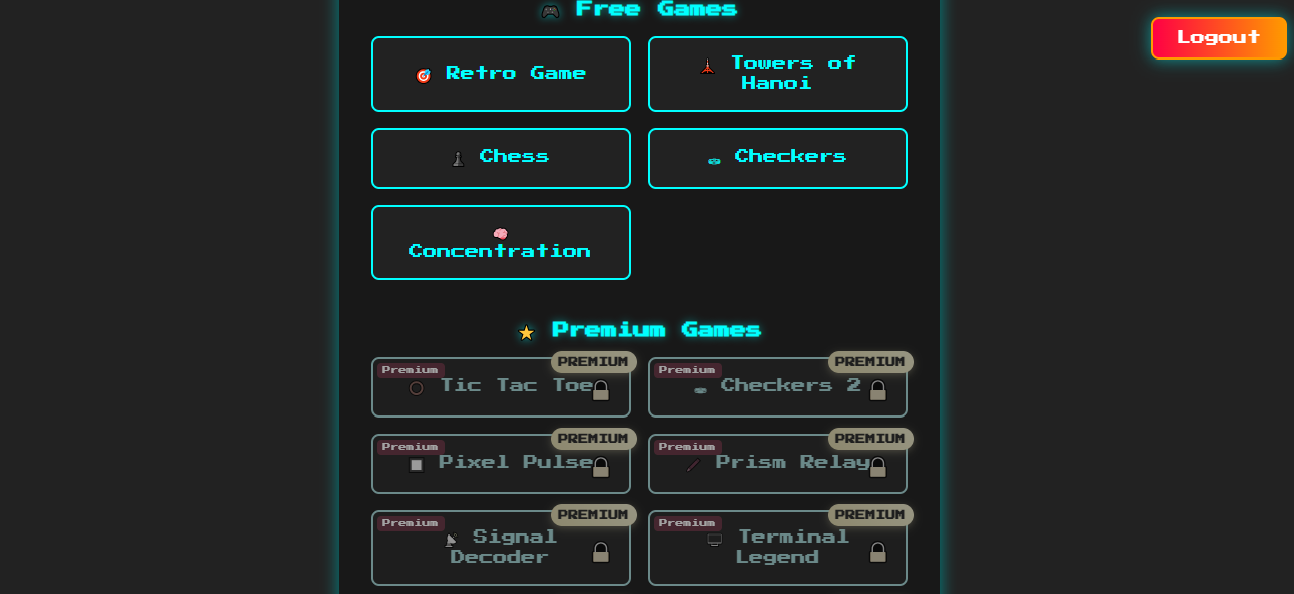 Free Games
Logout
Retro Game
Towers of
Hanoi
Chess
Checkers
Concentration
Premium Games
Premium
PREMIUM
Tic Tac Toe
Premium
PREMIUM
Checkers 2
Premium
PREMIUM
Pixel Pulse
Premium
PREMIUM
Prism Relay
Premium
PREMIUM
Signal
Decoder
Premium
PREMIUM
Terminal
Legend